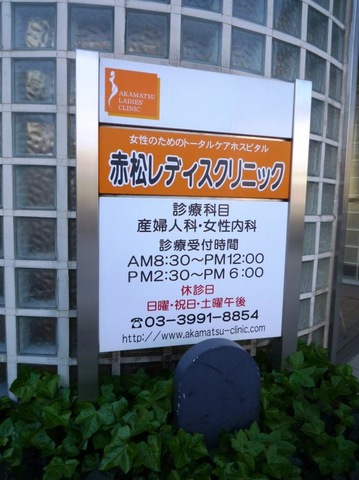 AKAMATSU
LADIES'
CLINIC
女性のためのトータルケアホスピタル
赤松レディスクリニック
診療科目
産婦人科・女性内科
診療受付時間
AM8:30〜PM12:00
PM2:30〜PM 6:00
休診日
日曜・祝日・土曜午後
☎03-3991-8854
http://www.akamatsu-clinic.com